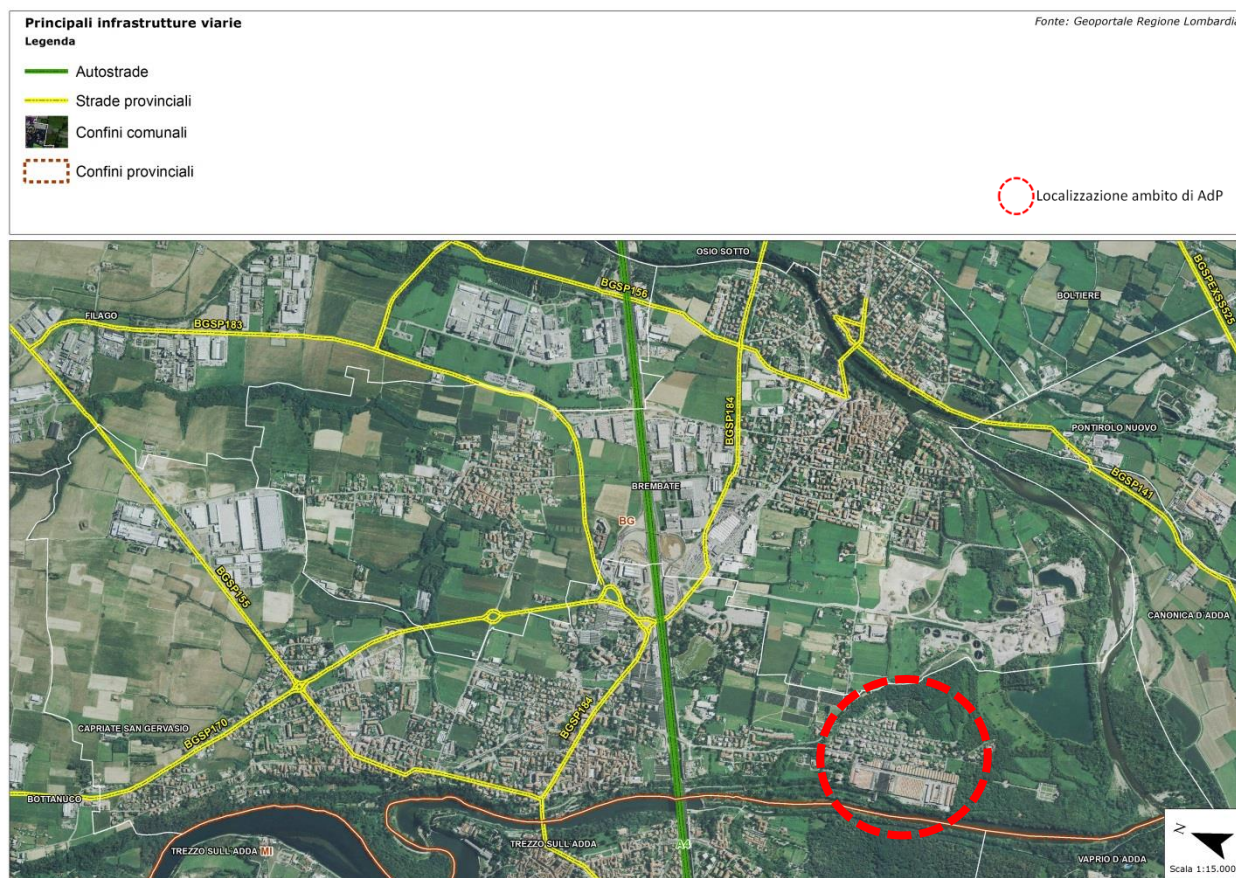 Principali infrastrutture viarie
Fonte: Geoportale Regione Lombardia
Legenda
Autostrade
Strade provinciali
Confini comunali
Confini provinciali
Localizzazione ambito di AdP
OSIO SOTTO
BGSPEXSS525
BGSP156
BOLTIERE
FILAGO
BGSP183
BGSP184
PONTIROLO NUOVO
BREMBATE
BGSP141
BG
BGSP155
CANONICA D ADDA
CAPRIATE SAN GERVASIO
BGSP170
BGSP184
BOTTANUCO
TREZZO SULL ADDA
MI
TREZZO SULL ADDA
A4
VAPRIO D ADDA
N
Scala 1:15.000